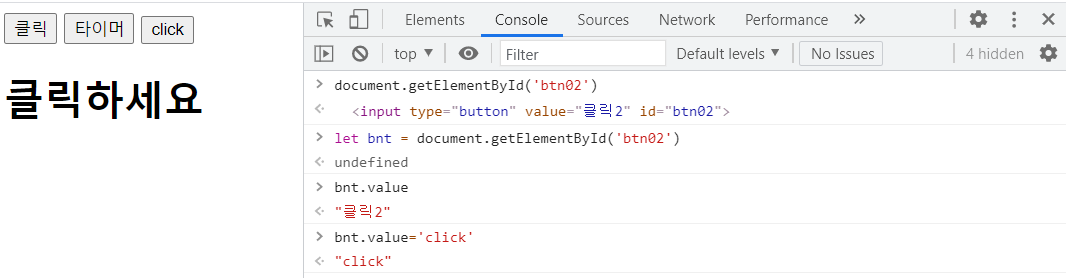 클릭 타이머 click
클릭하세요
Elements Console Sources Network Performance »
top ▼ Filter Default levels ▼ No Issues 4 hidden
> document.getElementById('btn02')
<input type="button" value="클릭2" id="btn02">
> let bnt = document.getElementById('btn02')
undefined
> bnt.value
"클릭2"
> bnt.value='click'
"click"